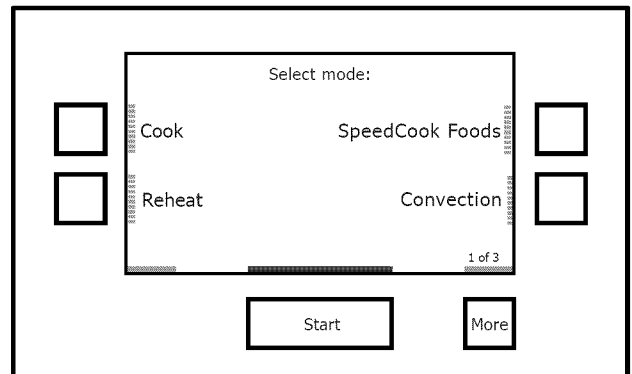 Select mode:
Cook
SpeedCook Foods
Reheat
Convection
1 of 3
Start
More